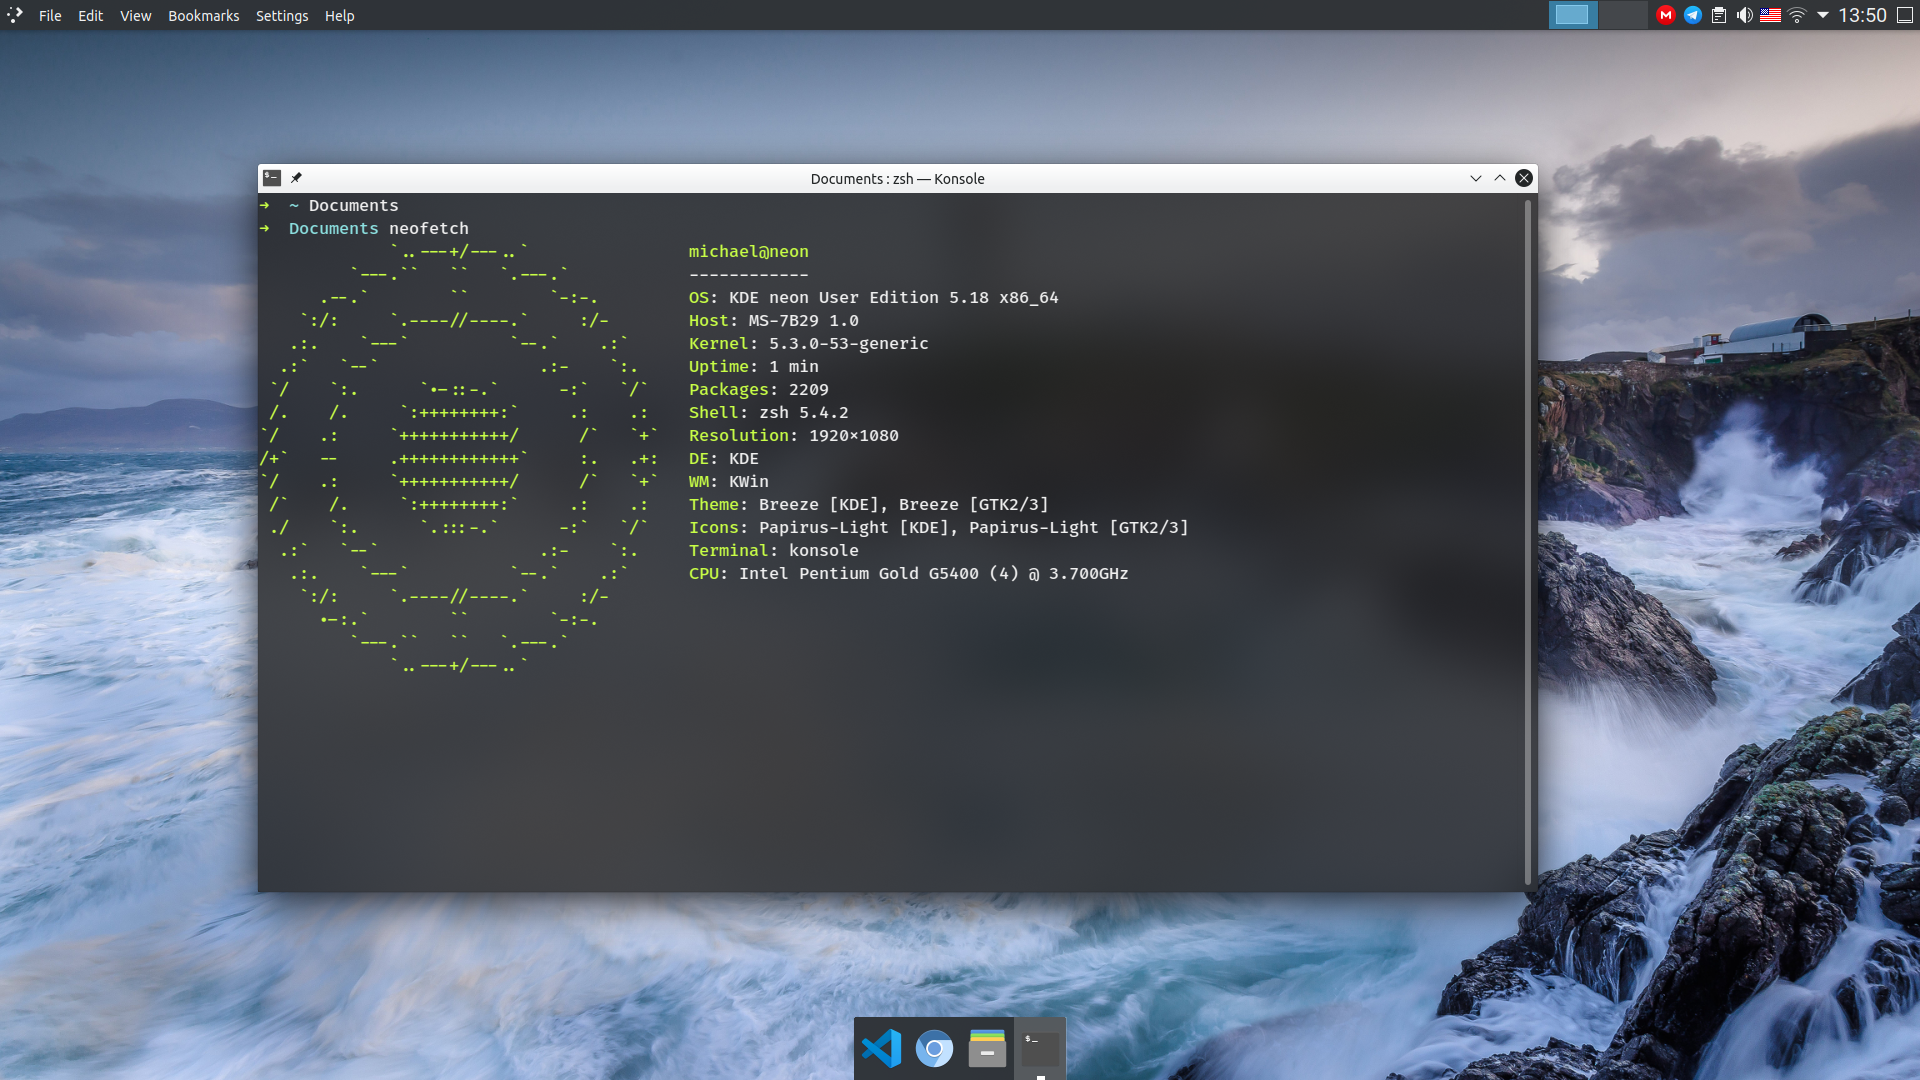 File Edit View Bookmarks Settings Help
13:50
Documents : zsh — Konsole
➜ ~ Documents
➜ Documents neofetch
michael@neon
------------
OS: KDE neon User Edition 5.18 x86_64
Host: MS-7B29 1.0
Kernel: 5.3.0-53-generic
Uptime: 1 min
Packages: 2209
Shell: zsh 5.4.2
Resolution: 1920×1080
DE: KDE
WM: KWin
Theme: Breeze [KDE], Breeze [GTK2/3]
Icons: Papirus-Light [KDE], Papirus-Light [GTK2/3]
Terminal: konsole
CPU: Intel Pentium Gold G5400 (4) @ 3.700GHz